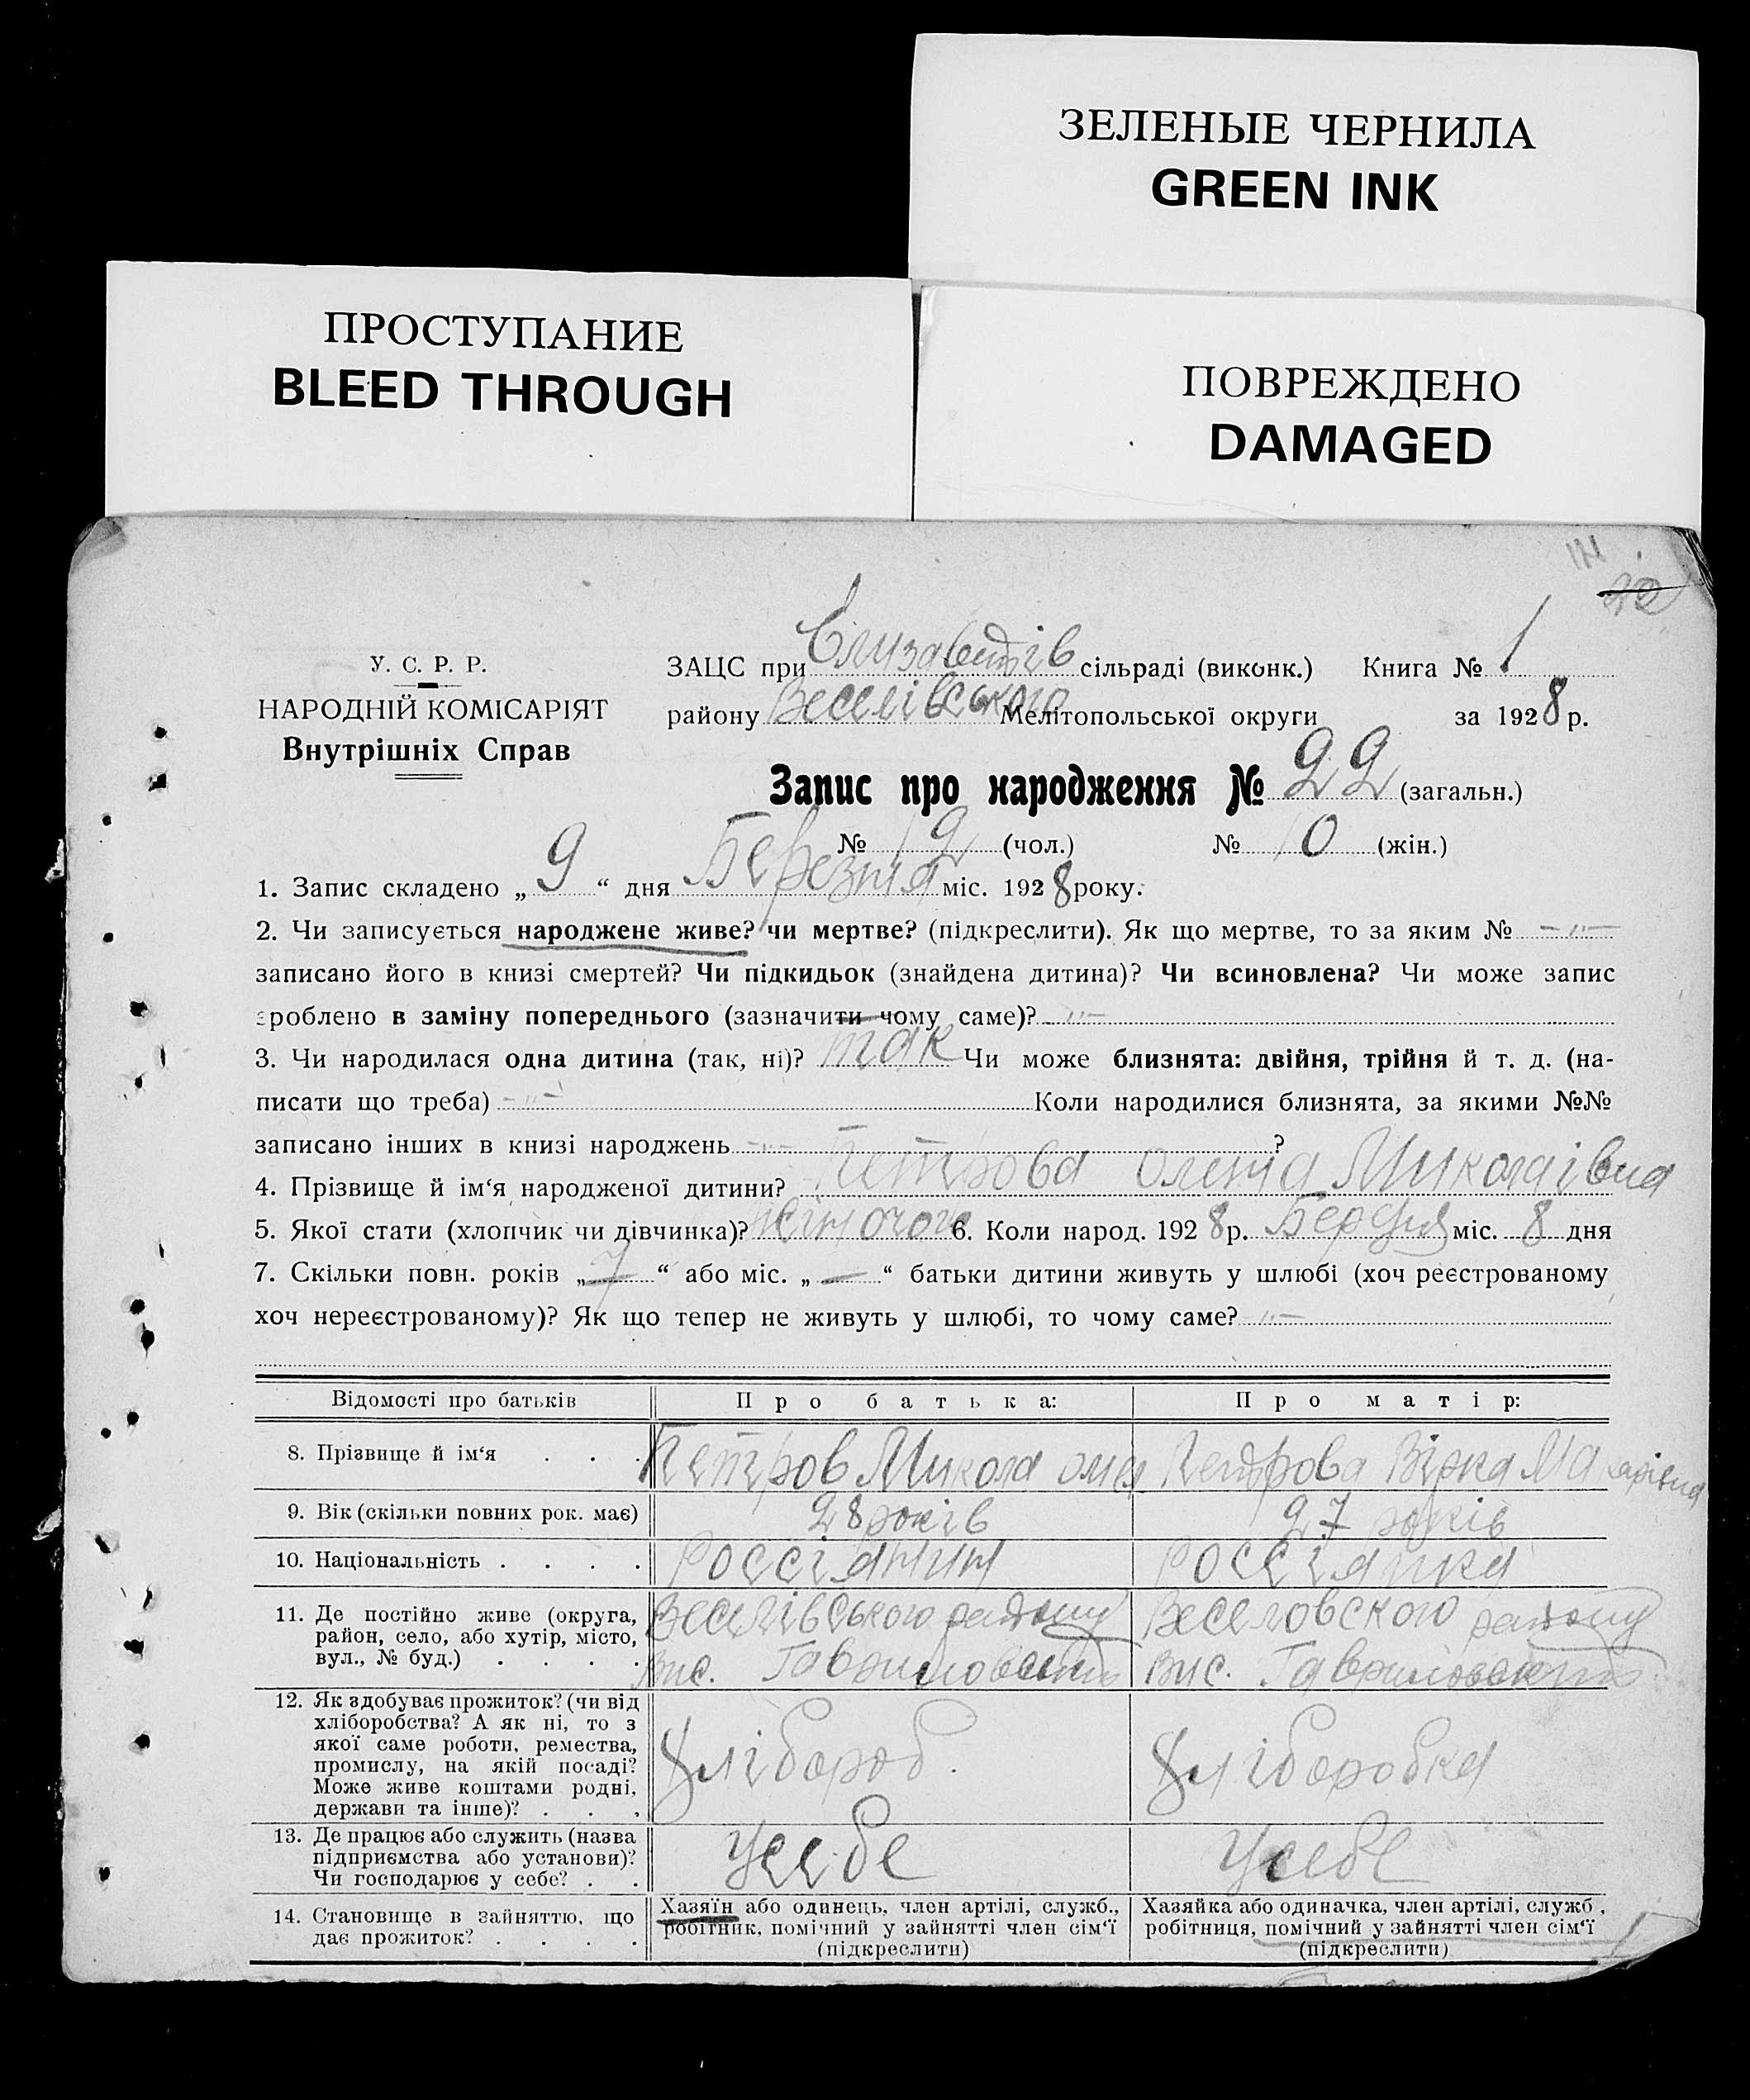 ЗЕЛЕНЫЕ ЧЕРНИЛА
GREEN INK
ПРОСТУПАНИЕ
BLEED THROUGH
ПОВРЕЖДЕНО
DAMAGED
У. С. Р. Р.
НАРОДНІЙ КОМІСАРІЯТ
Внутрішніх Справ
ЗАЦС при Єлизаветів сільраді (виконк.) Книга № 1
району Веселівського Мелітопольської округи за 1928 р.
Запис про народження № 22 (загальн.)
№ 12 (чол.) № 10 (жін.)
1. Запис складено „ 9 “ дня Березня міс. 1928 року.
2. Чи записується народжене живе? чи мертве? (підкреслити). Як що мертве, то за яким № -"-
записано його в книзі смертей? Чи підкидьок (знайдена дитина)? Чи всиновлена? Чи може запис
зроблено в заміну попереднього (зазначити чому саме)? -"-
3. Чи народилася одна дитина (так, ні)? так Чи може близнята: двійня, трійня й т. д. (на-
писати що треба) -"- Коли народилися близнята, за якими №№
записано інших в книзі народжень -"- ?
4. Прізвище й ім‘я народженої дитини? Петрова Олена Миколаівна
5. Якої стати (хлопчик чи дівчинка)? жіночого 6. Коли народ. 1928 р. міс. 8 дня
7. Скільки повн. років „ 7 “ або міс. „ — “ батьки дитини живуть у шлюбі (хоч реєстрованому
хоч нереєстрованому)? Як що тепер не живуть у шлюбі, то чому саме? -"-
Відомості про батьків Про батька: Про матір:
8. Прізвище й ім‘я . . . Петров Микола Петрова Вірка Макарівна
9. Вік (скільки повних рок. має) 28 років 27 років
10. Національність . . . . Россіянин Россіянка
11. Де постійно живе (округа,
район, село, або хутір, місто,
вул., № буд.) . . . .
Веселівського району
Вис. Гавриловський
Веселовского району
Вис. Гавриловський
12. Як здобуває прожиток? (чи від
хліборобства? А як ні, то з
якої саме роботи, ремества,
промислу, на якій посаді?
Може живе коштами родні,
держави та інше)? . . .
Хлібороб.
Хліборобка
13. Де працює або служить (назва
підприємства або установи)?
Чи господарює у себе? . .
У себе
У себе
14. Становище в зайняттю, що
дає прожиток? . . . .
Хазяїн або одинець, член артілі, служб.,
робітник, помічний у зайнятті член сім‘ї
(підкреслити)
Хазяйка або одиначка, член артілі, служб.,
робітниця, помічний у зайнятті член сім‘ї
(підкреслити)